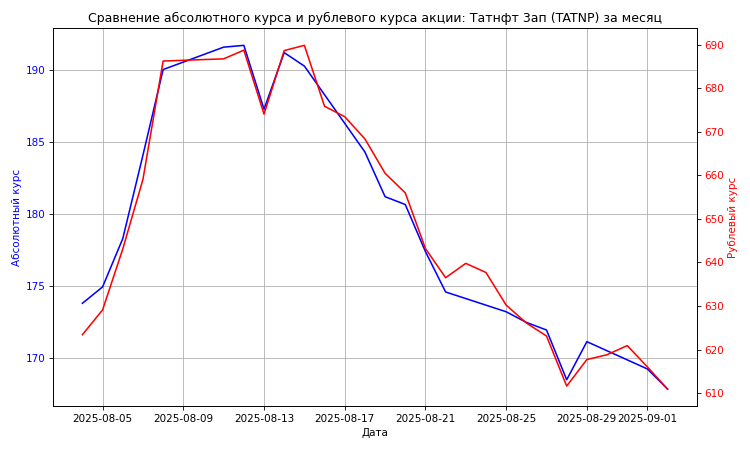 Сравнение абсолютного курса и рублевого курса акции: Татнфт 3ап (TATNP) за месяц
Абсолютный курс
190
185
180
175
170
690
680
670
660
650
640
630
620
610
Рублевый курс
2025-08-05 2025-08-09 2025-08-13 2025-08-17 2025-08-21 2025-08-25 2025-08-29 2025-09-01
Дата